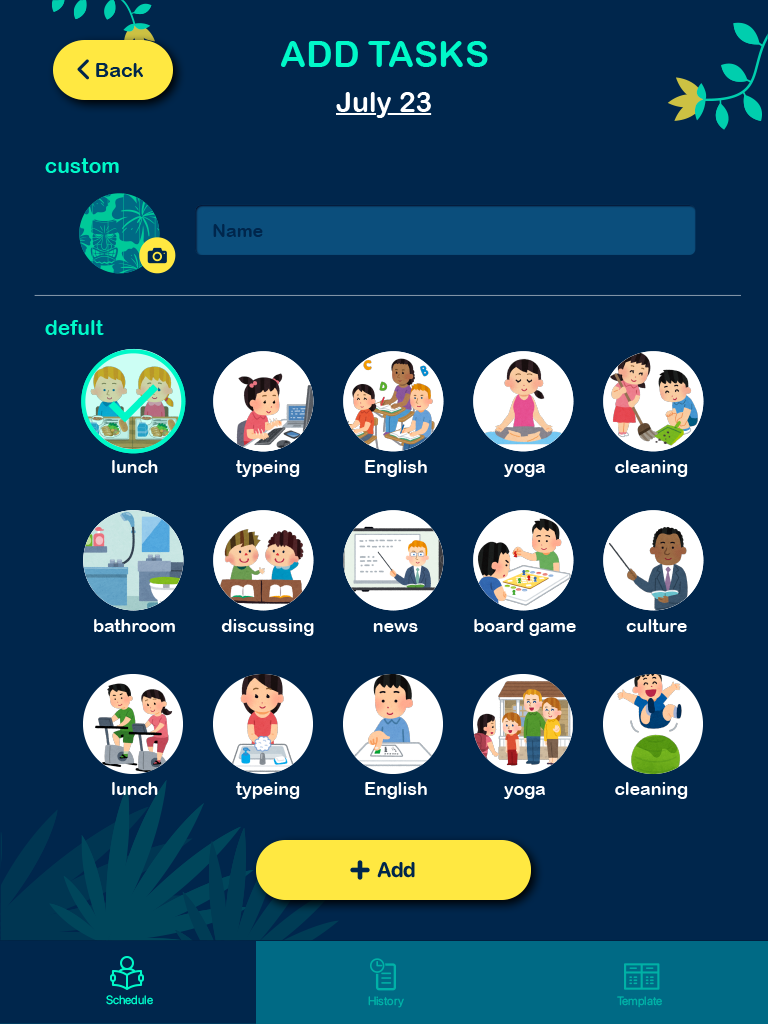 Back
ADD TASKS
July 23
custom
Name
defult
C
B
D
lunch
typeing
English
yoga
cleaning
bathroom
discussing
news
board game
culture
lunch
typeing
English
yoga
cleaning
Add
Schedule
History
Template